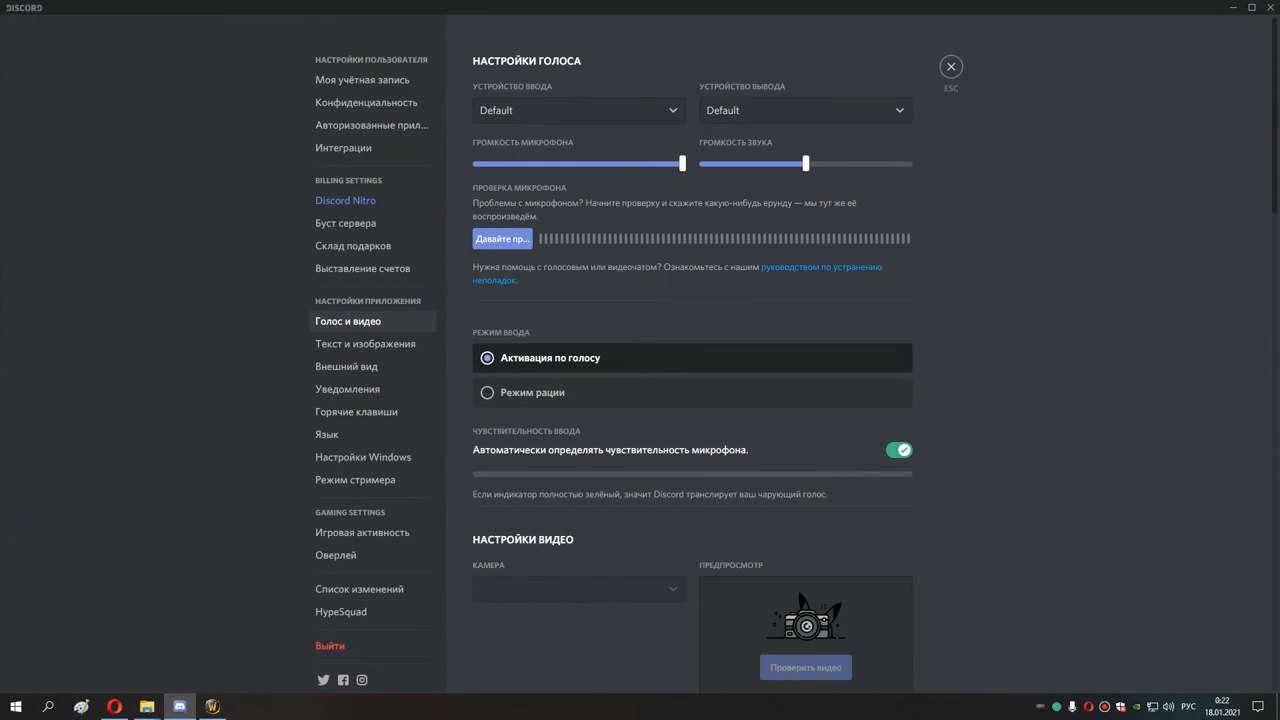 DISCORD
НАСТРОЙКИ ПОЛЬЗОВАТЕЛЯ
Моя учётная запись
Конфиденциальность
Авторизованные прил...
Интеграции
BILLING SETTINGS
Discord Nitro
Буст сервера
Склад подарков
Выставление счетов
НАСТРОЙКИ ПРИЛОЖЕНИЯ
Голос и видео
Текст и изображения
Внешний вид
Уведомления
Горячие клавиши
Язык
Настройки Windows
Режим стримера
GAMING SETTINGS
Игровая активность
Оверлей
Список изменений
HypeSquad
Выйти
НАСТРОЙКИ ГОЛОСА
ESC
УСТРОЙСТВО ВВОДА
УСТРОЙСТВО ВЫВОДА
Default
Default
ГРОМКОСТЬ МИКРОФОНА
ГРОМКОСТЬ ЗВУКА
ПРОВЕРКА МИКРОФОНА
Проблемы с микрофоном? Начните проверку и скажите какую-нибудь ерунду — мы тут же её
воспроизведём.
Давайте пр...
Нужна помощь с голосовым или видеочатом? Ознакомьтесь с нашим руководством по устранению
неполадок.
РЕЖИМ ВВОДА
Активация по голосу
Режим рации
ЧУВСТВИТЕЛЬНОСТЬ ВВОДА
Автоматически определять чувствительность микрофона.
Если индикатор полностью зелёный, значит Discord транслирует ваш чарующий голос.
НАСТРОЙКИ ВИДЕО
КАМЕРА
ПРЕДПРОСМОТР
Проверить видео
РУС
0:22
18.01.2021